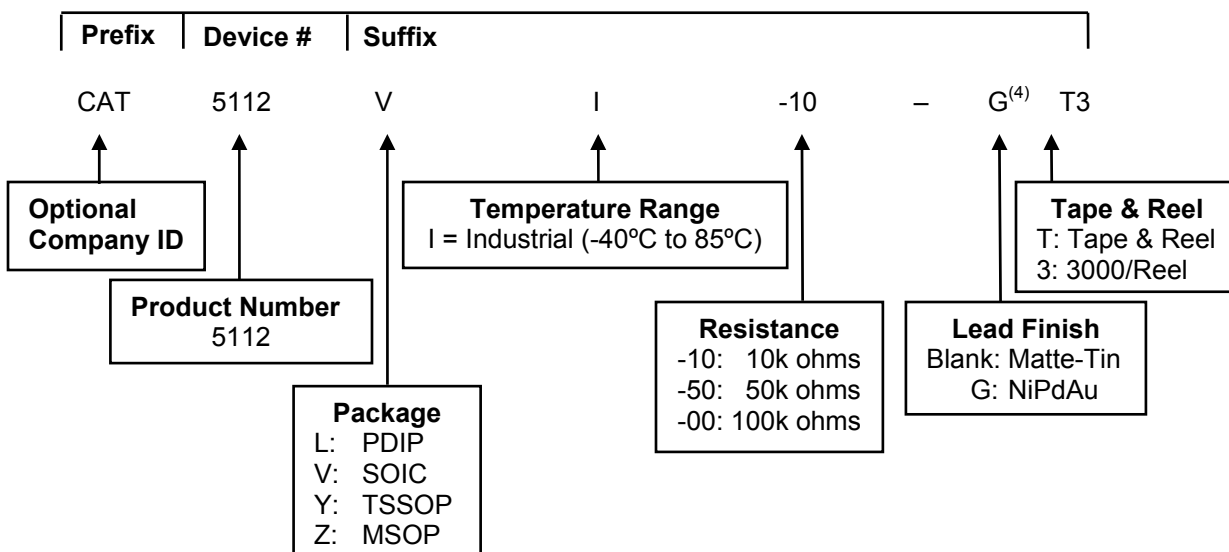 Prefix Device # Suffix
CAT 5112 V I -10 – G(4) T3
Optional
Company ID
Product Number
5112
Package
L: PDIP
V: SOIC
Y: TSSOP
Z: MSOP
Temperature Range
I = Industrial (-40ºC to 85ºC)
Resistance
-10: 10k ohms
-50: 50k ohms
-00: 100k ohms
Lead Finish
Blank: Matte-Tin
G: NiPdAu
Tape & Reel
T: Tape & Reel
3: 3000/Reel